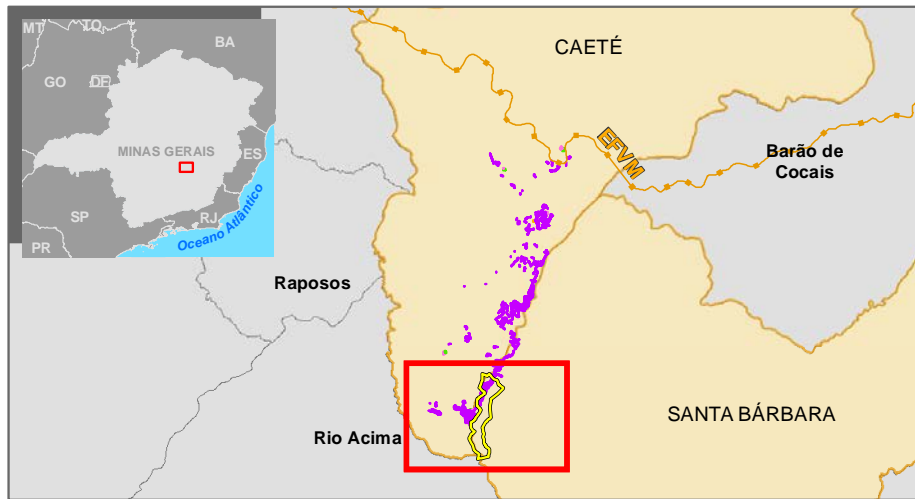 MT
TO
BA
GO
DF
MINAS GERAIS
ES
SP
RJ
PR
Oceano Atlântico
CAETÉ
EFVM
Barão de
Cocais
Raposos
Rio Acima
SANTA BÁRBARA